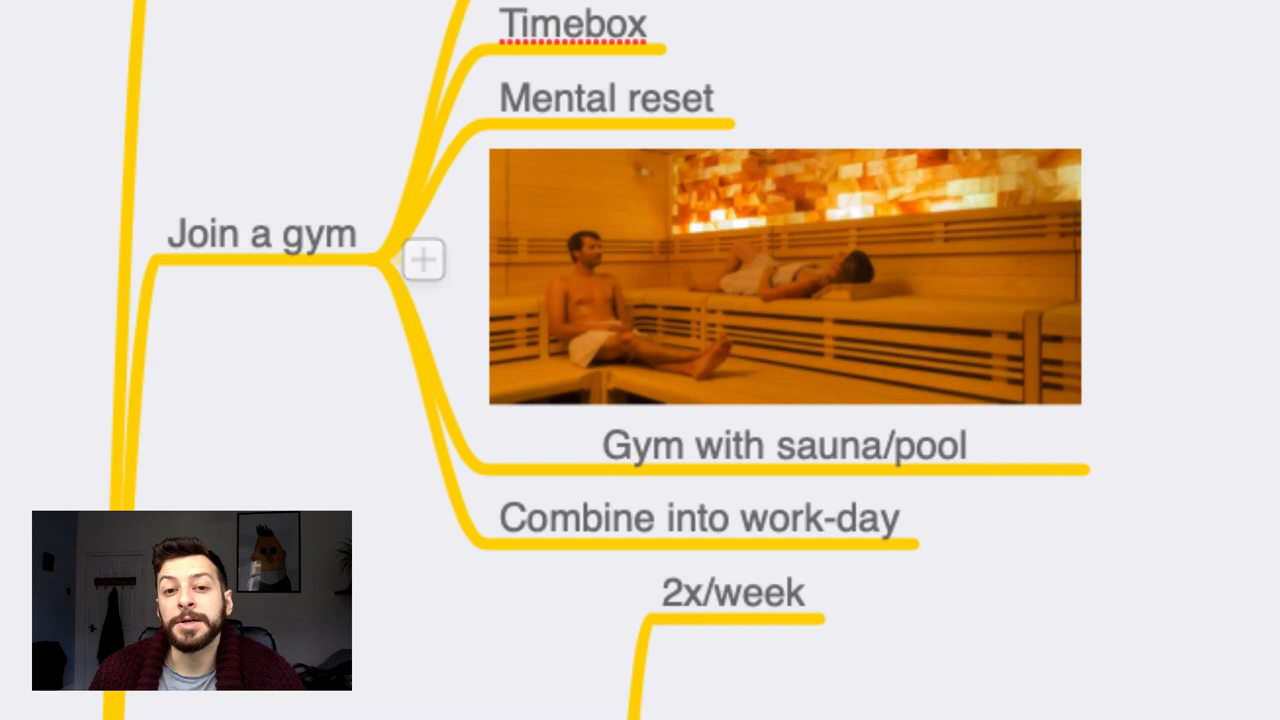 Timebox
Mental reset
Join a gym
Gym with sauna/pool
Combine into work-day
2x/week